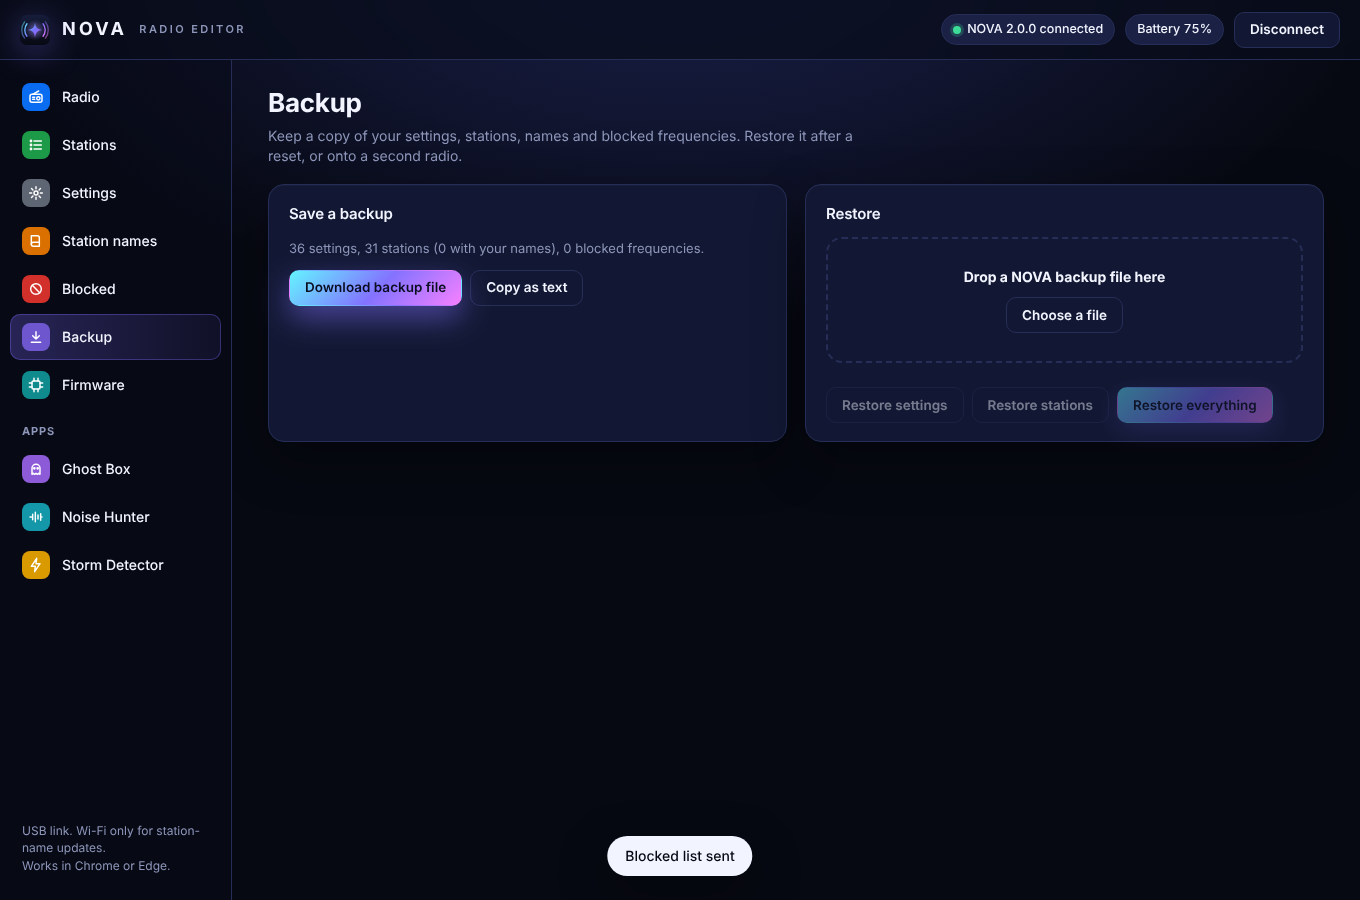 NOVA RADIO EDITOR
NOVA 2.0.0 connected
Battery 75%
Disconnect
Radio
Stations
Settings
Station names
Blocked
Backup
Firmware
APPS
Ghost Box
Noise Hunter
Storm Detector
USB link. Wi-Fi only for station-
name updates.
Works in Chrome or Edge.
Backup
Keep a copy of your settings, stations, names and blocked frequencies. Restore it after a
reset, or onto a second radio.
Save a backup
36 settings, 31 stations (0 with your names), 0 blocked frequencies.
Download backup file
Copy as text
Restore
Drop a NOVA backup file here
Choose a file
Restore settings
Restore stations
Restore everything
Blocked list sent